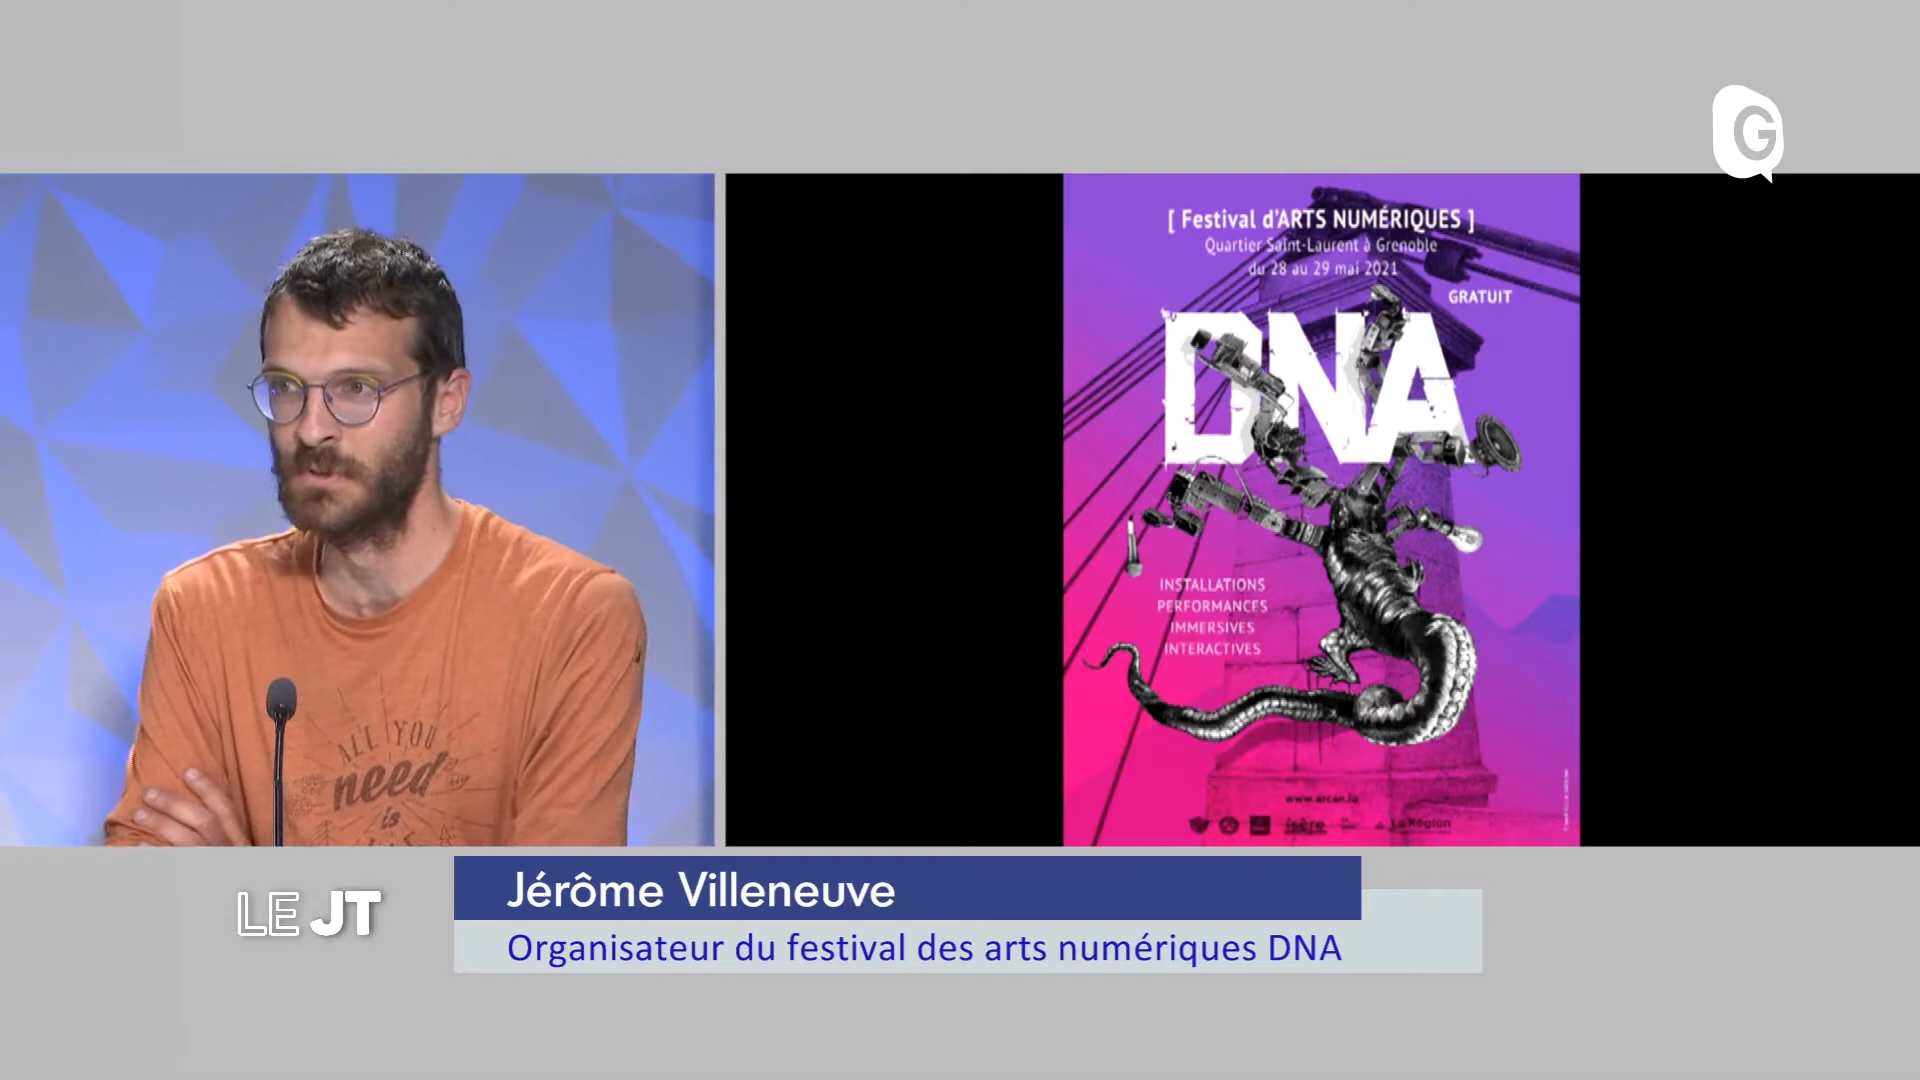 G
[ Festival d'ARTS NUMÉRIQUES ]
Quartier Saint-Laurent à Grenoble
du 28 au 29 mai 2021
GRATUIT
DNA
INSTALLATIONS
PERFORMANCES
IMMERSIVES
INTERACTIVES
www.arcan.io
isère
La Région
ALL YOU
need
is
LE JT
Jérôme Villeneuve
Organisateur du festival des arts numériques DNA